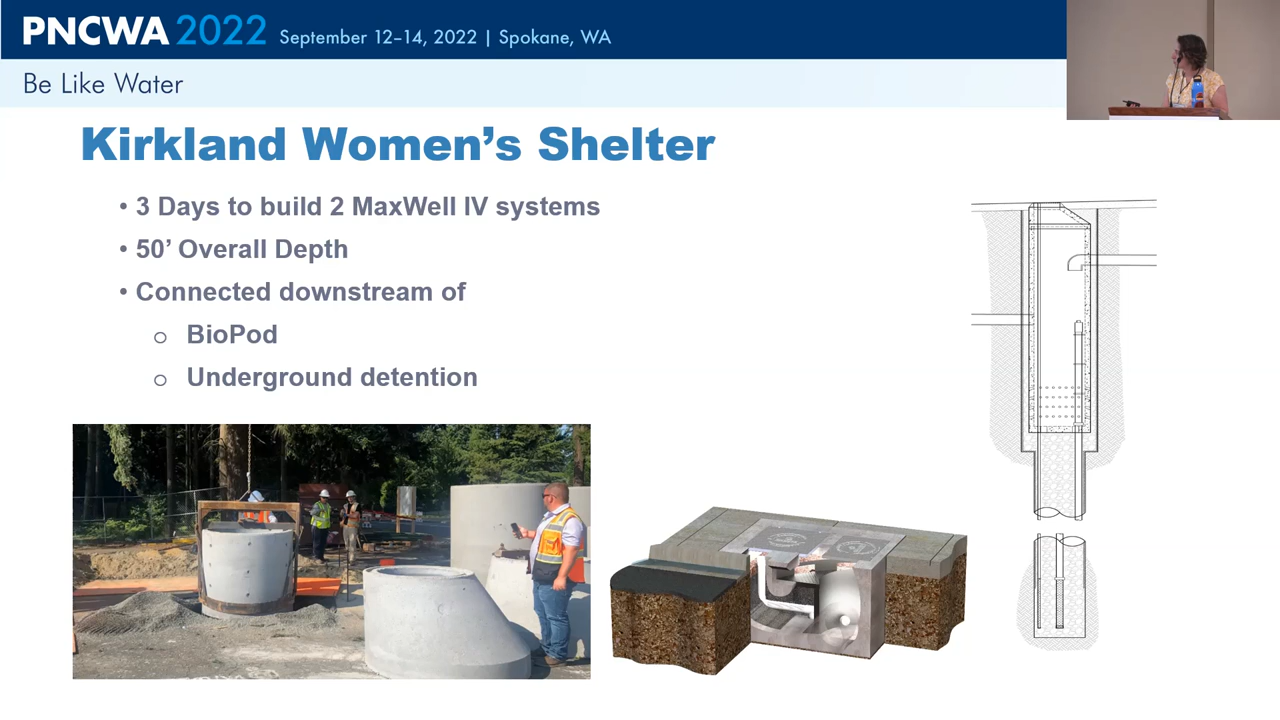 PNCWA 2022 September 12–14, 2022 | Spokane, WA
Be Like Water
Kirkland Women’s Shelter
• 3 Days to build 2 MaxWell IV systems
• 50’ Overall Depth
• Connected downstream of
o BioPod
o Underground detention